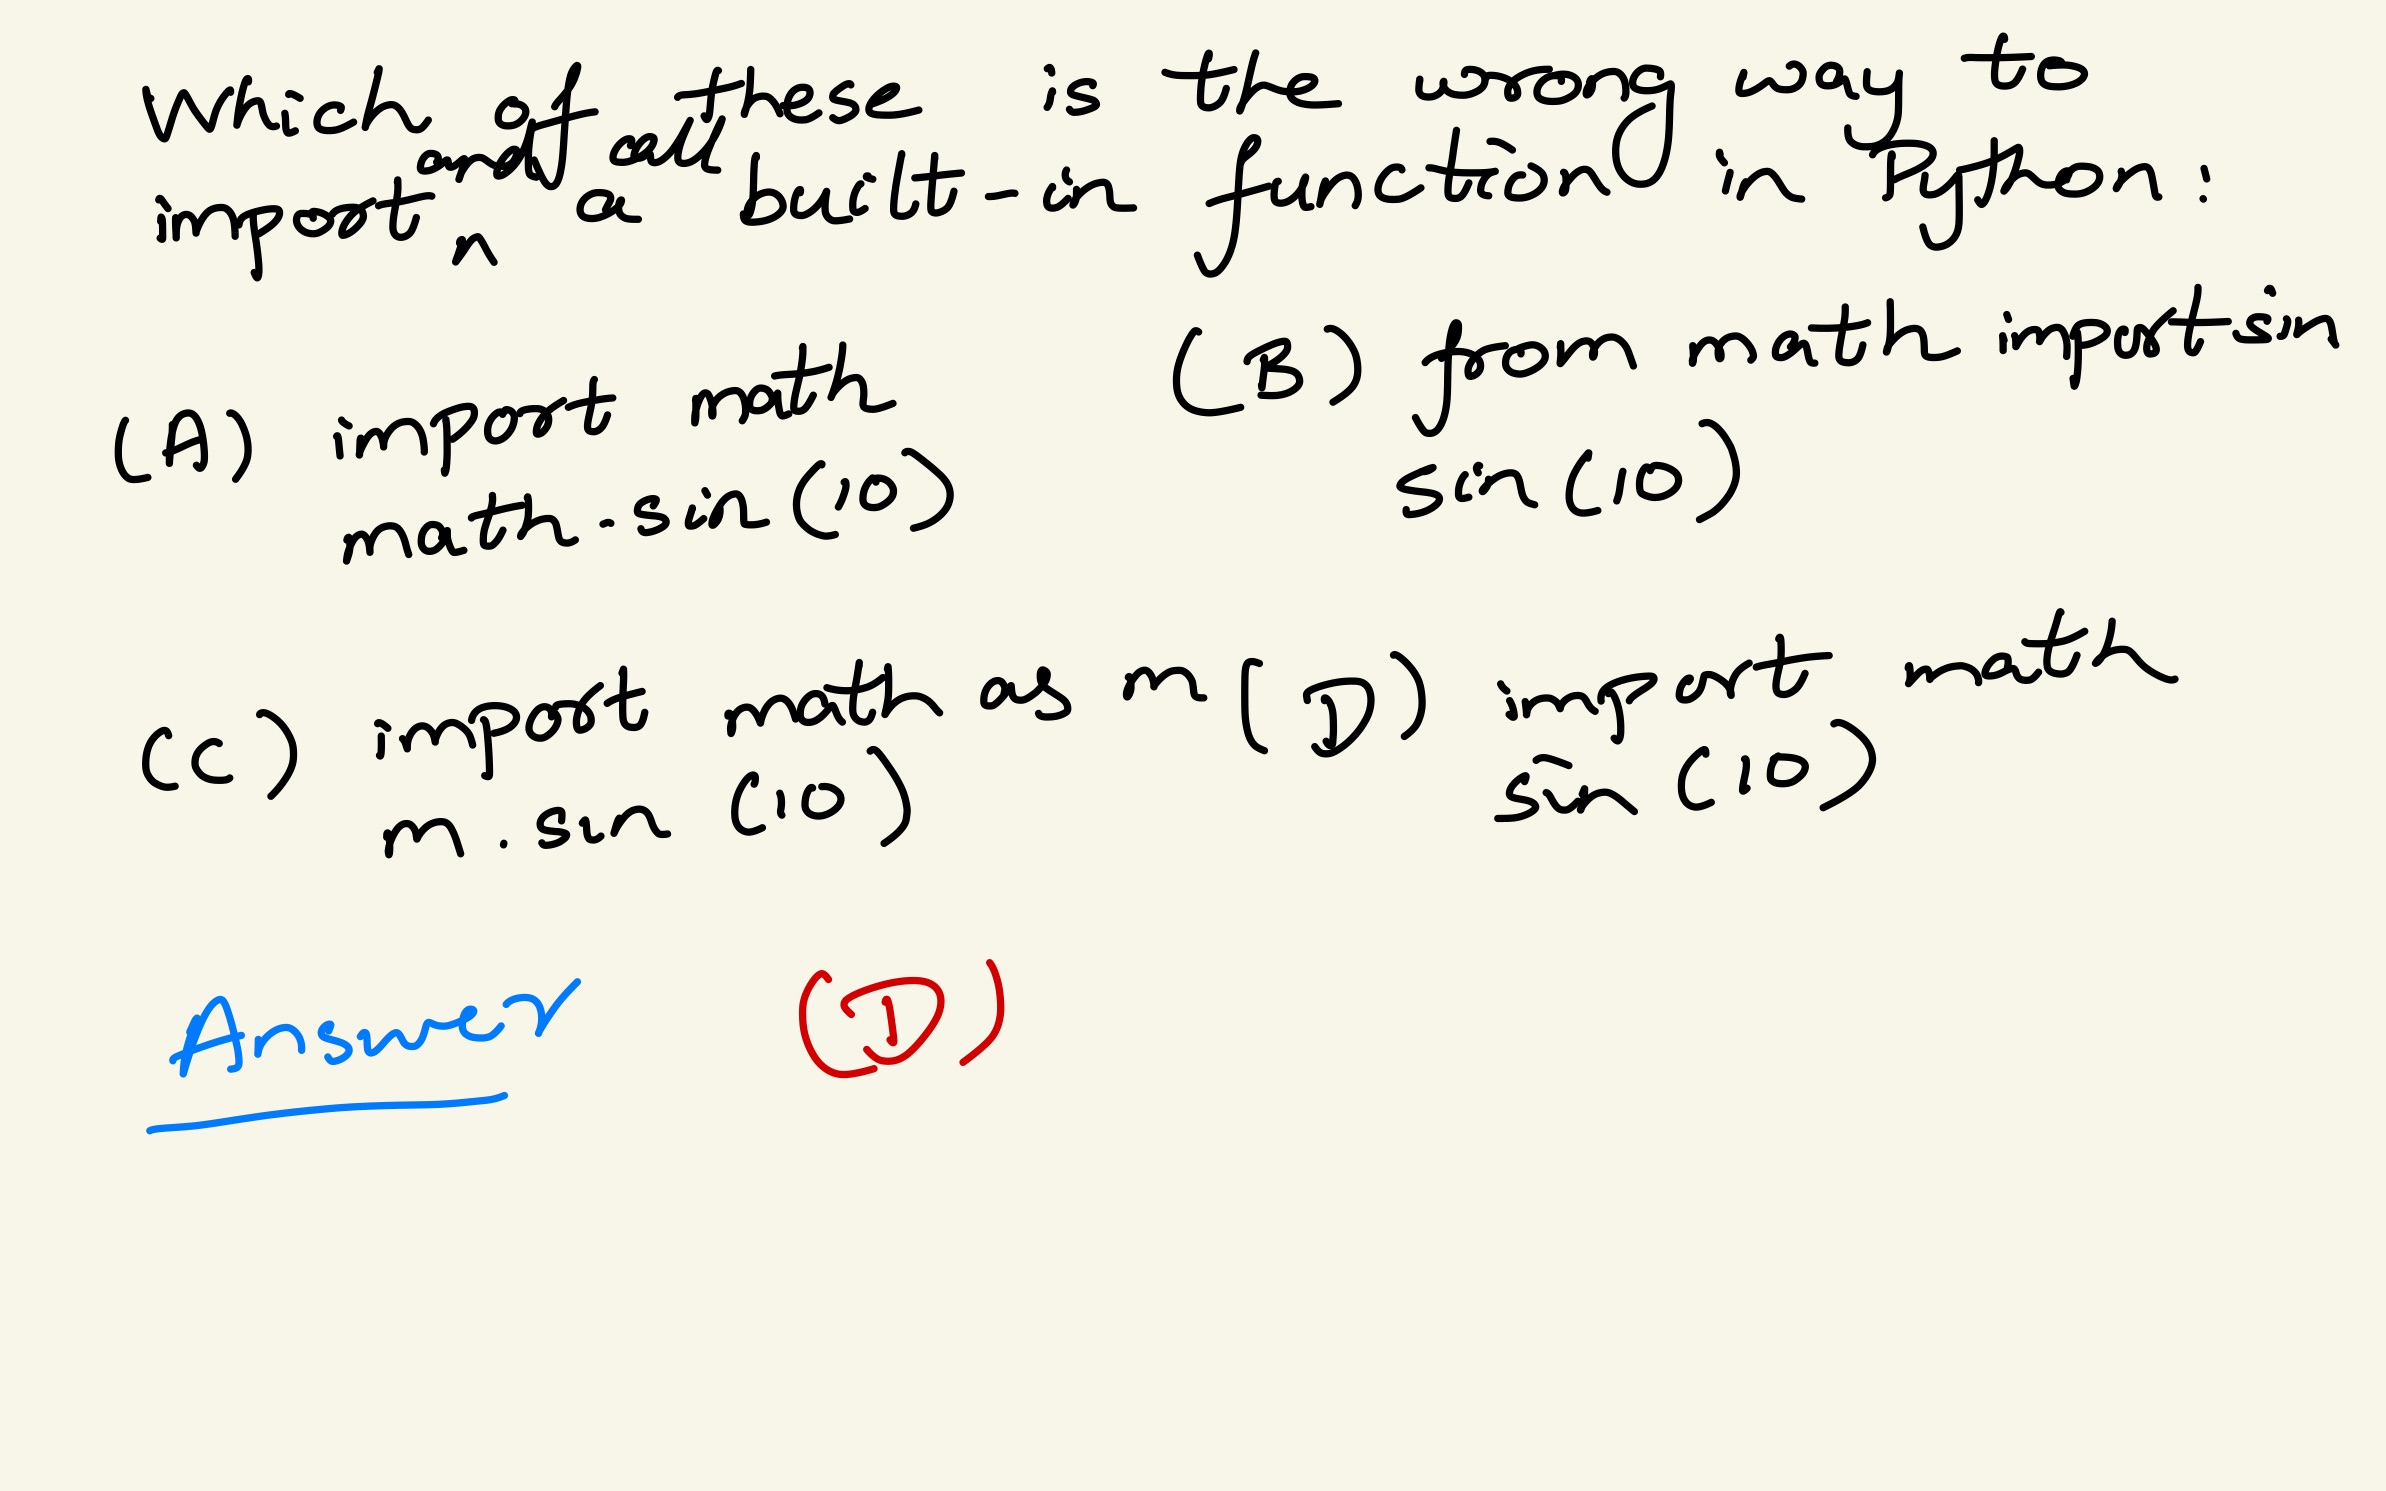 Which of these is the wrong way to
import and call a built-in function in Python:
(A) import math
math.sin(10)
(B) from math import sin
sin(10)
(C) import math as m
m.sin(10)
(D) import math
sin(10)
Answer (D)